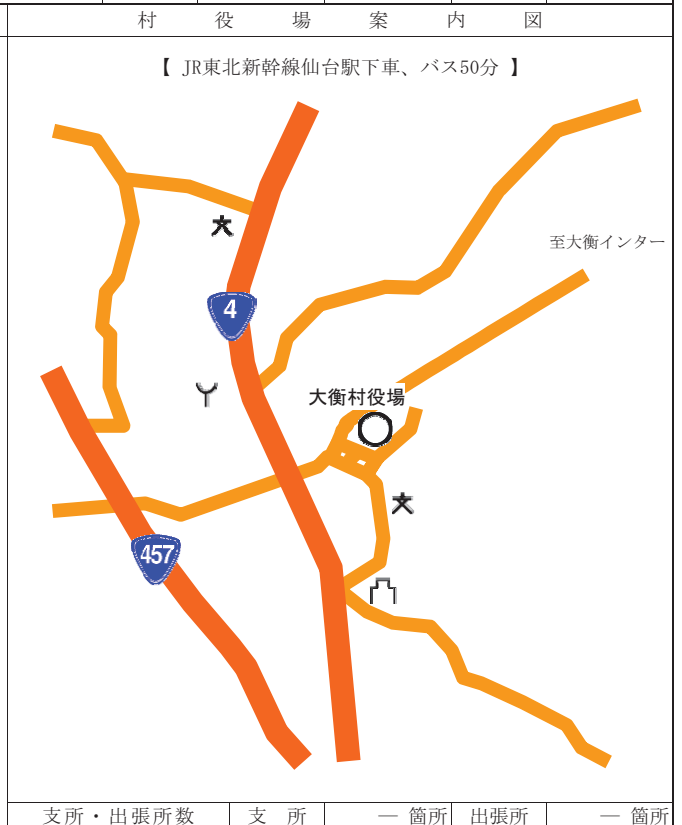 村役場案内図
【 JR東北新幹線仙台駅下車、バス50分 】
至大衡インター
4
大衡村役場
457
支所・出張所数 支所 ― 箇所 出張所 ― 箇所